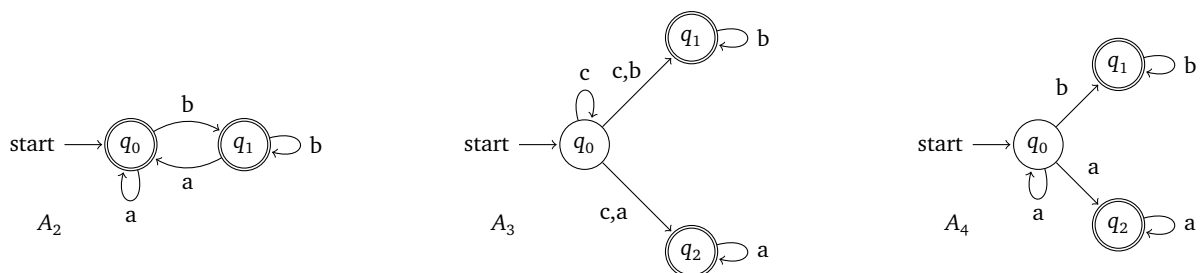 b
start
q₀
q₁
b
a
a
A₂
q₁
b
c
c,b
start
q₀
c,a
A₃
q₂
a
q₁
b
b
start
q₀
a
a
A₄
q₂
a